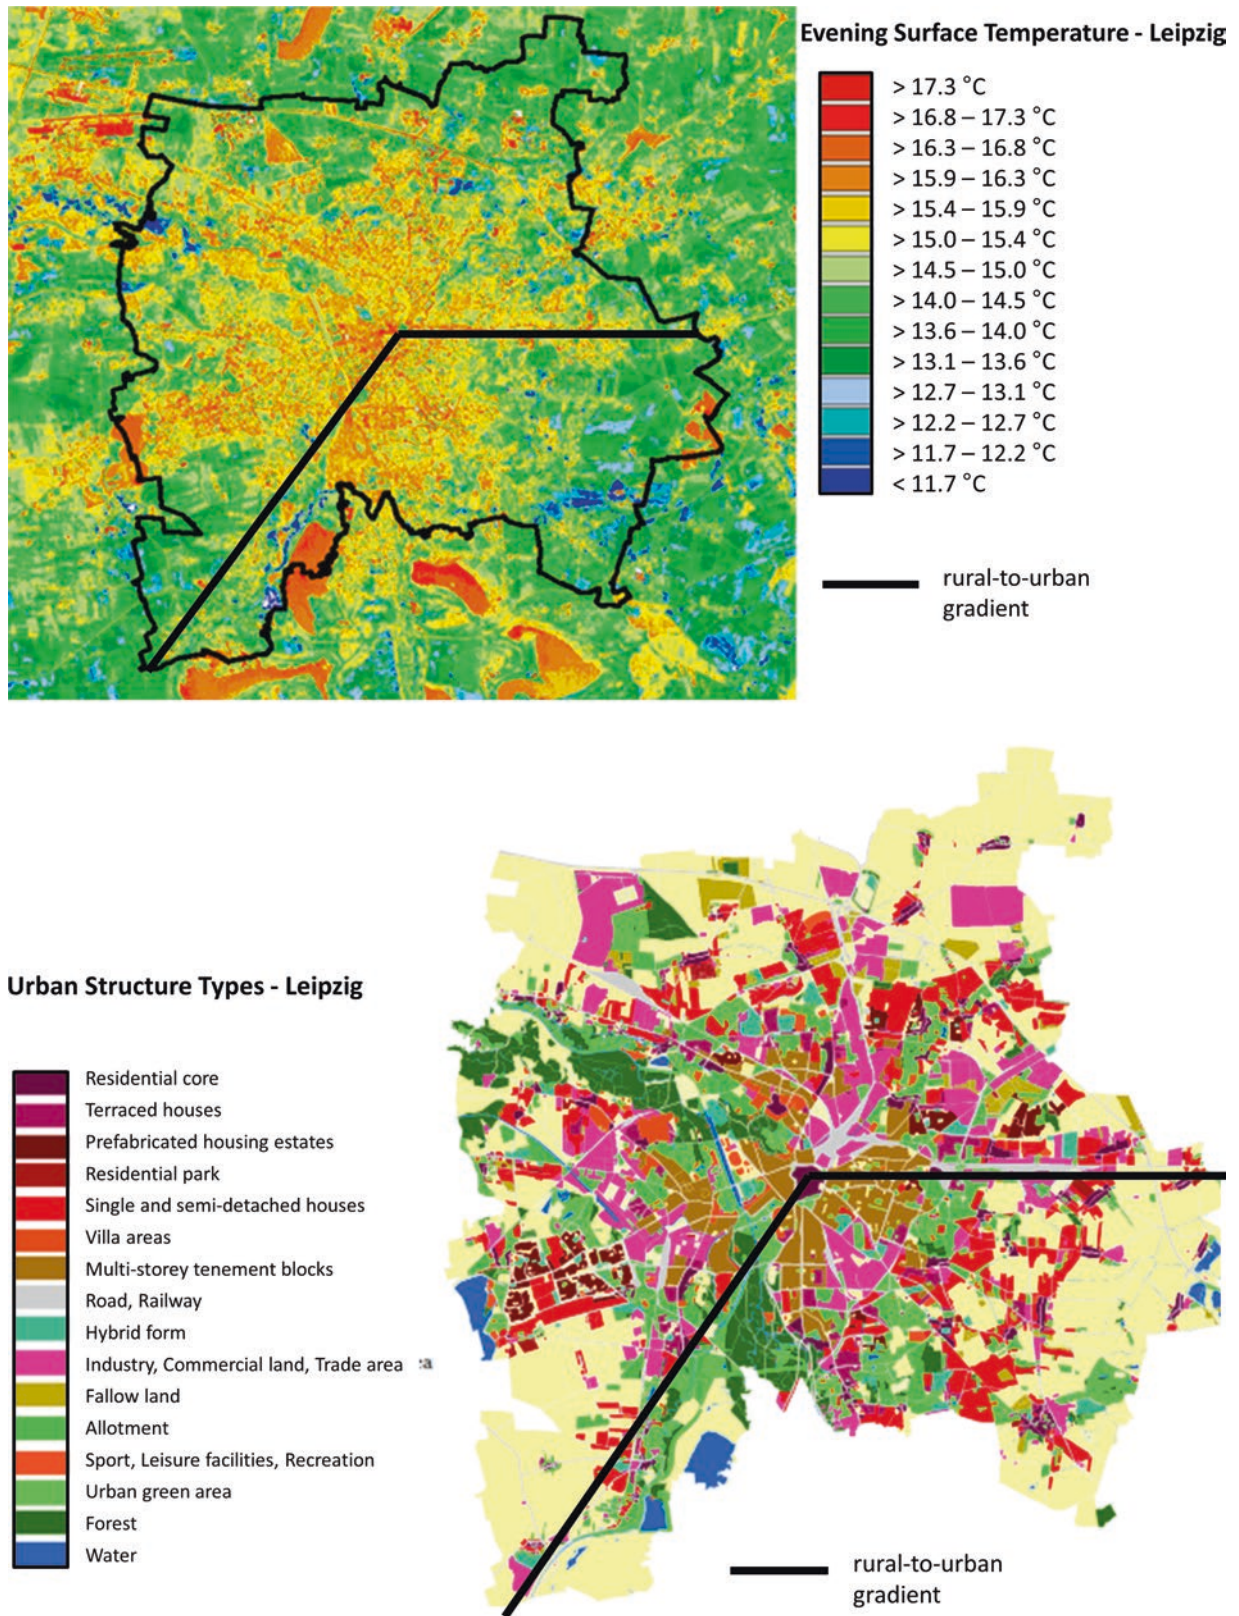 Evening Surface Temperature - Leipzig
> 17.3 °C
> 16.8 – 17.3 °C
> 16.3 – 16.8 °C
> 15.9 – 16.3 °C
> 15.4 – 15.9 °C
> 15.0 – 15.4 °C
> 14.5 – 15.0 °C
> 14.0 – 14.5 °C
> 13.6 – 14.0 °C
> 13.1 – 13.6 °C
> 12.7 – 13.1 °C
> 12.2 – 12.7 °C
> 11.7 – 12.2 °C
< 11.7 °C
rural-to-urban
gradient
Urban Structure Types - Leipzig
Residential core
Terraced houses
Prefabricated housing estates
Residential park
Single and semi-detached houses
Villa areas
Multi-storey tenement blocks
Road, Railway
Hybrid form
Industry, Commercial land, Trade area
Fallow land
Allotment
Sport, Leisure facilities, Recreation
Urban green area
Forest
Water
rural-to-urban
gradient